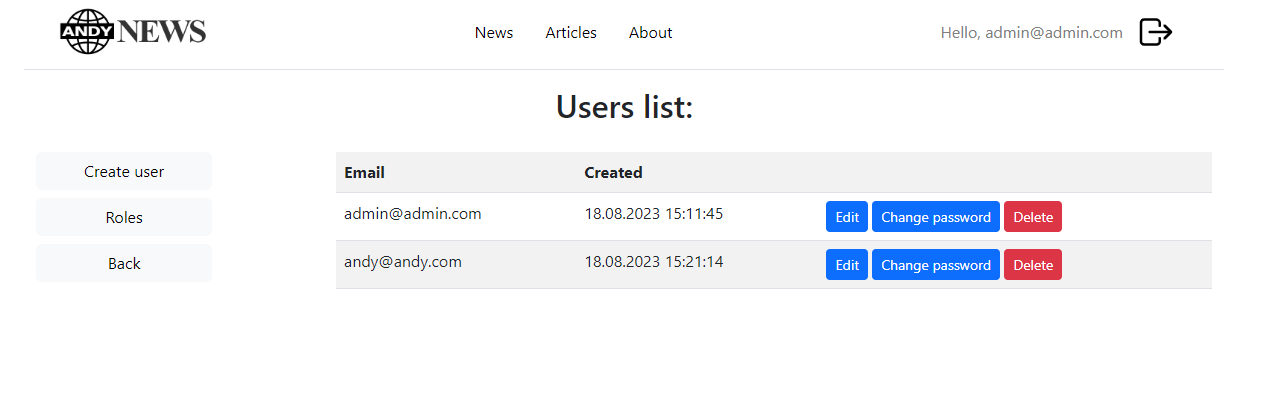 ANDY NEWS News Articles About Hello, admin@admin.com
Users list:
Create user
Roles
Back
Email Created
admin@admin.com 18.08.2023 15:11:45 Edit Change password Delete
andy@andy.com 18.08.2023 15:21:14 Edit Change password Delete